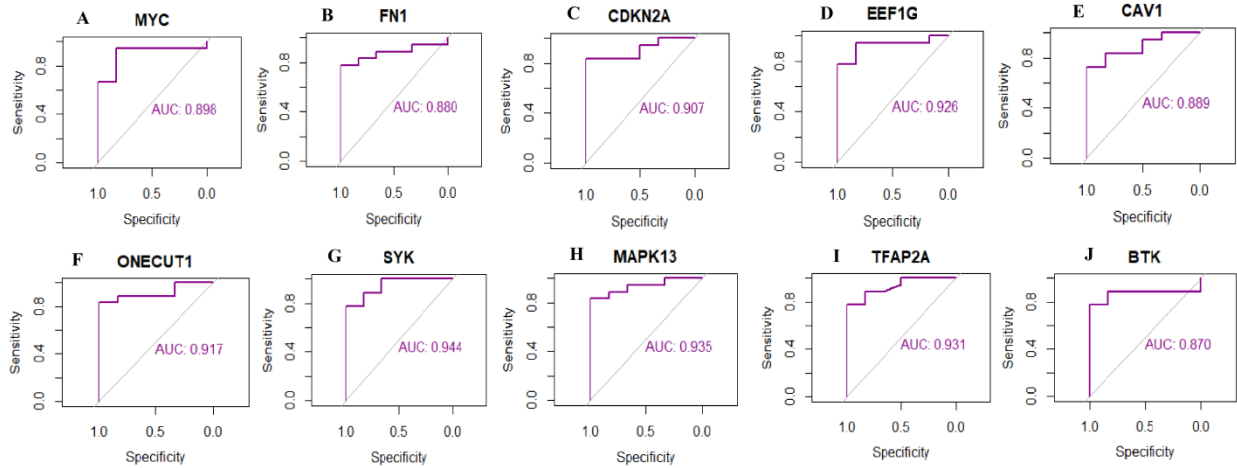 A
MYC
Sensitivity
0.8
0.4
0.0
AUC: 0.898
1.0 0.5 0.0
Specificity
B
FN1
Sensitivity
0.8
0.4
0.0
AUC: 0.880
1.0 0.5 0.0
Specificity
C
CDKN2A
Sensitivity
0.8
0.4
0.0
AUC: 0.907
1.0 0.5 0.0
Specificity
D
EEF1G
Sensitivity
0.8
0.4
0.0
AUC: 0.926
1.0 0.5 0.0
Specificity
E
CAV1
Sensitivity
0.8
0.4
0.0
AUC: 0.889
1.0 0.5 0.0
Specificity
F
ONECUT1
Sensitivity
0.8
0.4
0.0
AUC: 0.917
1.0 0.5 0.0
Specificity
G
SYK
Sensitivity
0.8
0.4
0.0
AUC: 0.944
1.0 0.5 0.0
Specificity
H
MAPK13
Sensitivity
0.8
0.4
0.0
AUC: 0.935
1.0 0.5 0.0
Specificity
I
TFAP2A
Sensitivity
0.8
0.4
0.0
AUC: 0.931
1.0 0.5 0.0
Specificity
J
BTK
Sensitivity
0.8
0.4
0.0
AUC: 0.870
1.0 0.5 0.0
Specificity